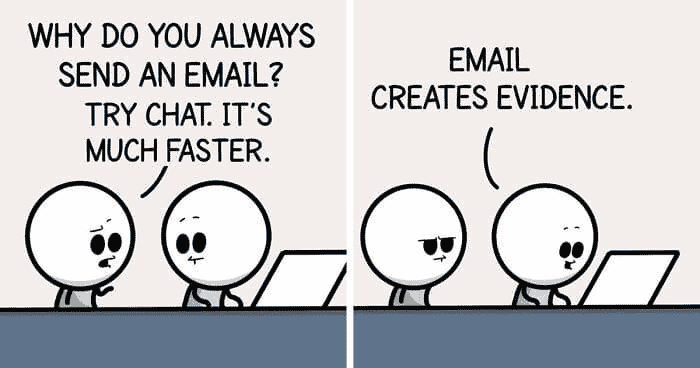 WHY DO YOU ALWAYS
SEND AN EMAIL?
TRY CHAT. IT'S
MUCH FASTER.
EMAIL
CREATES EVIDENCE.